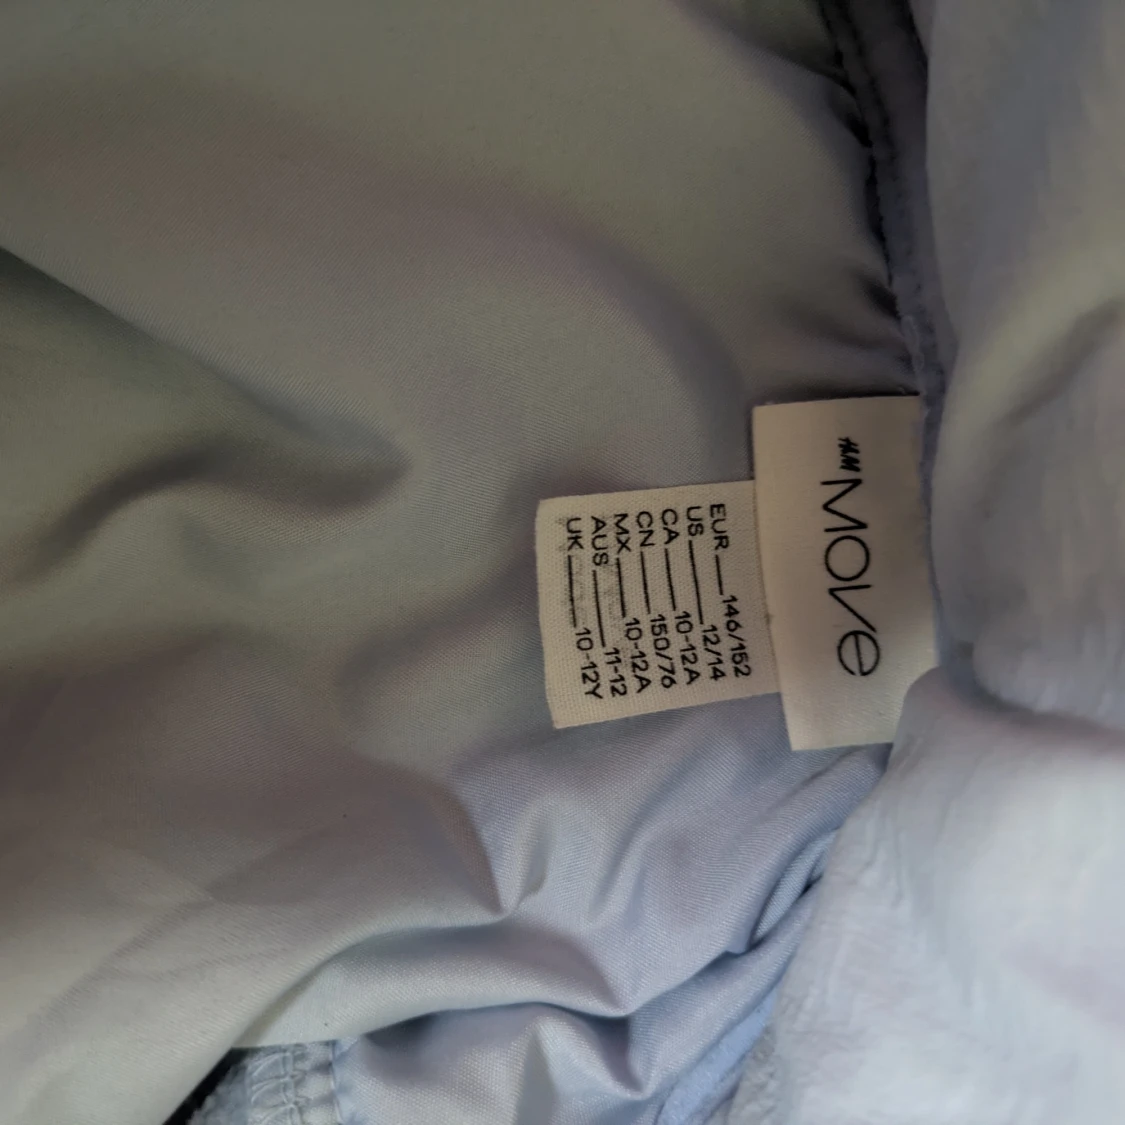 H&M
MOVE
EUR 146/152
US 12/14
CA 10-12A
CN 150/76
MX 10-12A
AUS 11-12
UK 10-12Y